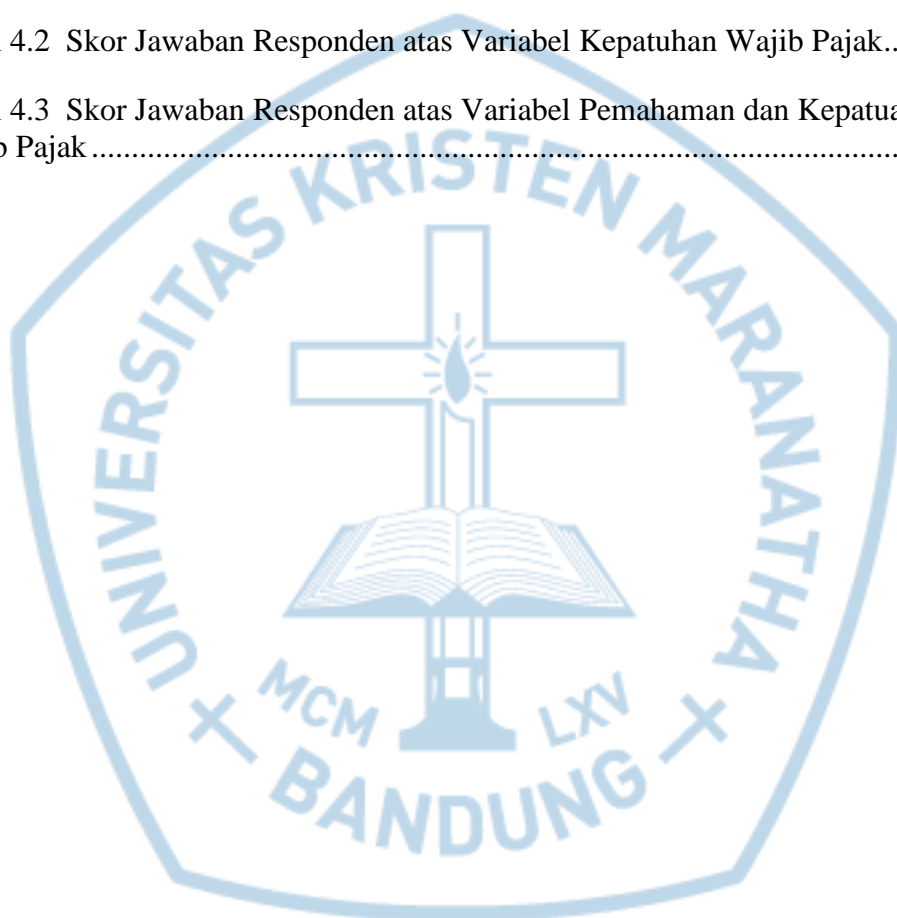 4.2 Skor Jawaban Responden atas Variabel Kepatuhan Wajib Pajak..
4.3 Skor Jawaban Responden atas Variabel Pemahaman dan Kepatua
Pajak ..........................................................................................
UNIVERSITAS KRISTEN MARANATHA
MCM LXV
BANDUNG